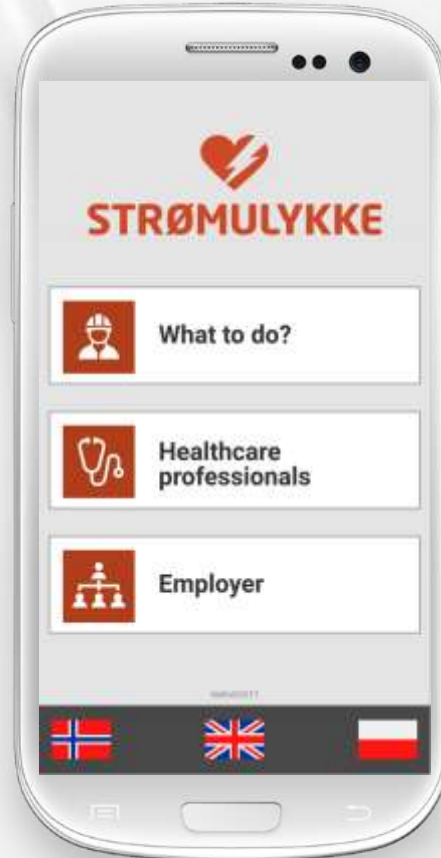 STRØMULYKKE
What to do?
Healthcare
professionals
Employer